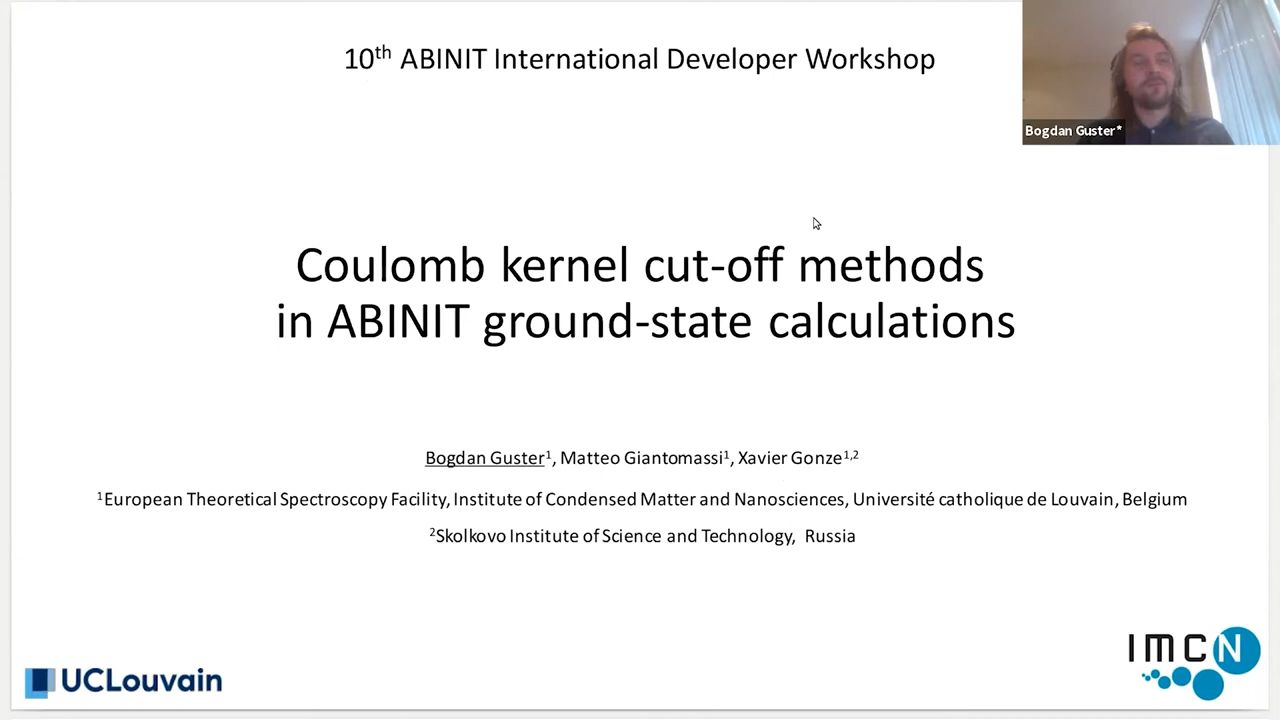 10th ABINIT International Developer Workshop
Bogdan Guster*
Coulomb kernel cut-off methods
in ABINIT ground-state calculations
Bogdan Guster1, Matteo Giantomassi1, Xavier Gonze1,2
1European Theoretical Spectroscopy Facility, Institute of Condensed Matter and Nanosciences, Université catholique de Louvain, Belgium
2Skolkovo Institute of Science and Technology, Russia
UCLouvain
IMCN